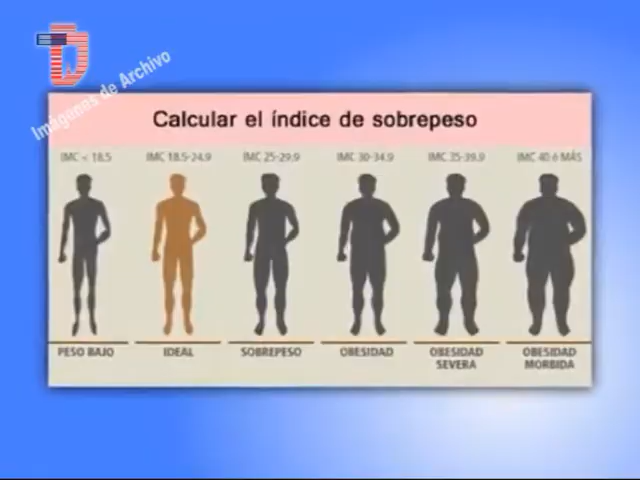 Imágenes de Archivo
Calcular el índice de sobrepeso
IMC < 18.5 IMC 18.5-24.9 IMC 25-29.9 IMC 30-34.9 IMC 35-39.9 IMC 40 ó MÁS
PESO BAJO IDEAL SOBREPESO OBESIDAD OBESIDAD SEVERA OBESIDAD MORBIDA